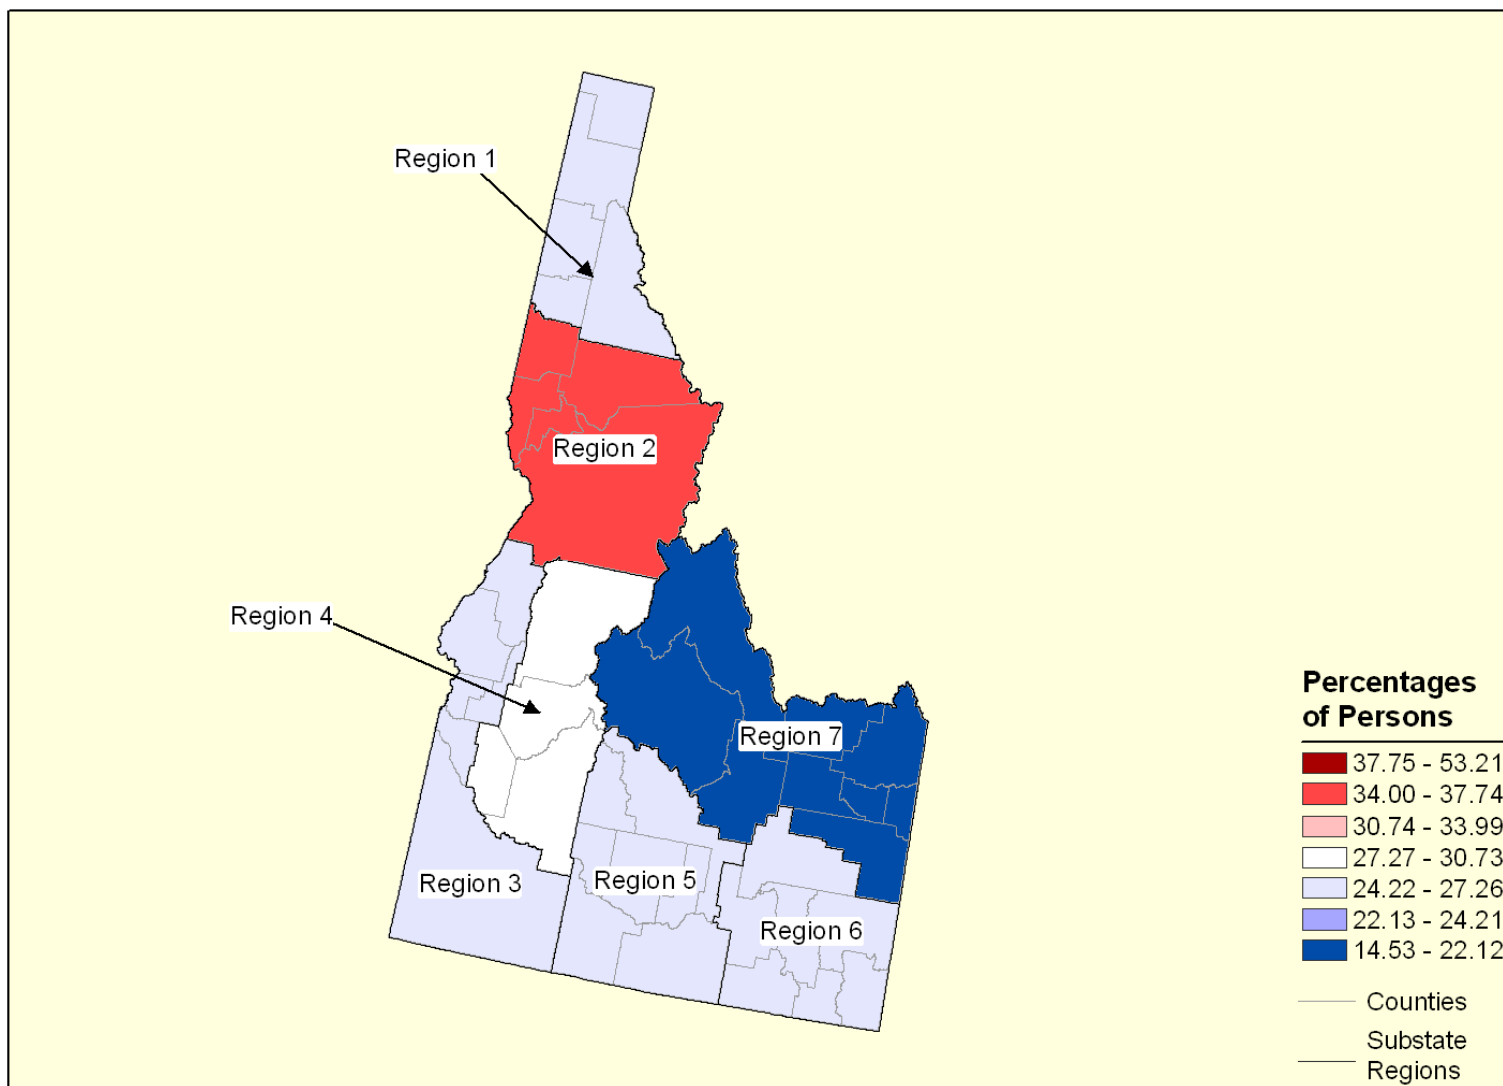 Region 1
Region 2
Region 4
Region 7
Region 3
Region 5
Region 6
Percentages
of Persons
37.75 - 53.21
34.00 - 37.74
30.74 - 33.99
27.27 - 30.73
24.22 - 27.26
22.13 - 24.21
14.53 - 22.12
Counties
Substate
Regions